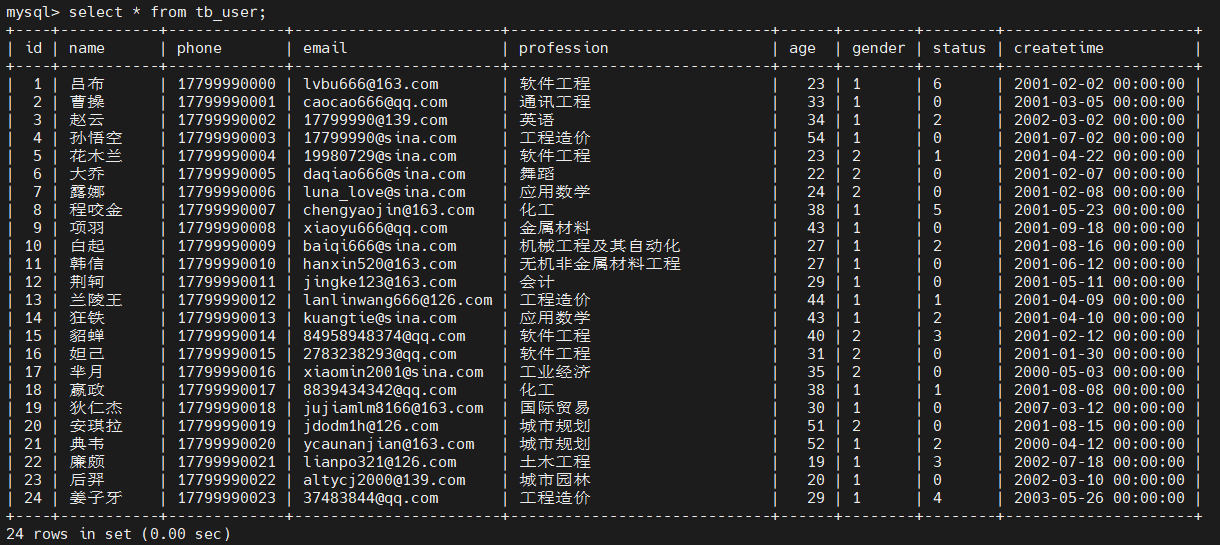 mysql> select * from tb_user;
+----+-----------+-------------+-----------------------+-----------------------------+------+--------+--------+---------------------+
| id | name | phone | email | profession | age | gender | status | createtime |
+----+-----------+-------------+-----------------------+-----------------------------+------+--------+--------+---------------------+
| 1 | 吕布 | 17799990000 | lvbu666@163.com | 软件工程 | 23 | 1 | 6 | 2001-02-02 00:00:00 |
| 2 | 曹操 | 17799990001 | caocao666@qq.com | 通讯工程 | 33 | 1 | 0 | 2001-03-05 00:00:00 |
| 3 | 赵云 | 17799990002 | 17799990@139.com | 英语 | 34 | 1 | 2 | 2002-03-02 00:00:00 |
| 4 | 孙悟空 | 17799990003 | 17799990@sina.com | 工程造价 | 54 | 1 | 0 | 2001-07-02 00:00:00 |
| 5 | 花木兰 | 17799990004 | 19980729@sina.com | 软件工程 | 23 | 2 | 1 | 2001-04-22 00:00:00 |
| 6 | 大乔 | 17799990005 | daqiao666@sina.com | 舞蹈 | 22 | 2 | 0 | 2001-02-07 00:00:00 |
| 7 | 露娜 | 17799990006 | luna_love@sina.com | 应用数学 | 24 | 2 | 0 | 2001-02-08 00:00:00 |
| 8 | 程咬金 | 17799990007 | chengyaojin@163.com | 化工 | 38 | 1 | 5 | 2001-05-23 00:00:00 |
| 9 | 项羽 | 17799990008 | xiaoyu666@qq.com | 金属材料 | 43 | 1 | 0 | 2001-09-18 00:00:00 |
| 10 | 白起 | 17799990009 | baiqi666@sina.com | 机械工程及其自动化 | 27 | 1 | 2 | 2001-08-16 00:00:00 |
| 11 | 韩信 | 17799990010 | hanxin520@163.com | 无机非金属材料工程 | 27 | 1 | 0 | 2001-06-12 00:00:00 |
| 12 | 荆轲 | 17799990011 | jingke123@163.com | 会计 | 29 | 1 | 0 | 2001-05-11 00:00:00 |
| 13 | 兰陵王 | 17799990012 | lanlinwang666@126.com | 工程造价 | 44 | 1 | 1 | 2001-04-09 00:00:00 |
| 14 | 狂铁 | 17799990013 | kuangtie@sina.com | 应用数学 | 43 | 1 | 2 | 2001-04-10 00:00:00 |
| 15 | 貂蝉 | 17799990014 | 84958948374@qq.com | 软件工程 | 40 | 2 | 3 | 2001-02-12 00:00:00 |
| 16 | 妲己 | 17799990015 | 2783238293@qq.com | 软件工程 | 31 | 2 | 0 | 2001-01-30 00:00:00 |
| 17 | 芈月 | 17799990016 | xiaomin2001@sina.com | 工业经济 | 35 | 2 | 0 | 2000-05-03 00:00:00 |
| 18 | 嬴政 | 17799990017 | 8839434342@qq.com | 化工 | 38 | 1 | 1 | 2001-08-08 00:00:00 |
| 19 | 狄仁杰 | 17799990018 | jujiamlm8166@163.com | 国际贸易 | 30 | 1 | 0 | 2007-03-12 00:00:00 |
| 20 | 安琪拉 | 17799990019 | jdodm1h@126.com | 城市规划 | 51 | 2 | 0 | 2001-08-15 00:00:00 |
| 21 | 典韦 | 17799990020 | ycaunanjian@163.com | 城市规划 | 52 | 1 | 2 | 2000-04-12 00:00:00 |
| 22 | 廉颇 | 17799990021 | lianpo321@126.com | 土木工程 | 19 | 1 | 3 | 2002-07-18 00:00:00 |
| 23 | 后羿 | 17799990022 | altycj2000@139.com | 城市园林 | 20 | 1 | 0 | 2002-03-10 00:00:00 |
| 24 | 姜子牙 | 17799990023 | 37483844@qq.com | 工程造价 | 29 | 1 | 4 | 2003-05-26 00:00:00 |
+----+-----------+-------------+-----------------------+-----------------------------+------+--------+--------+---------------------+
24 rows in set (0.00 sec)